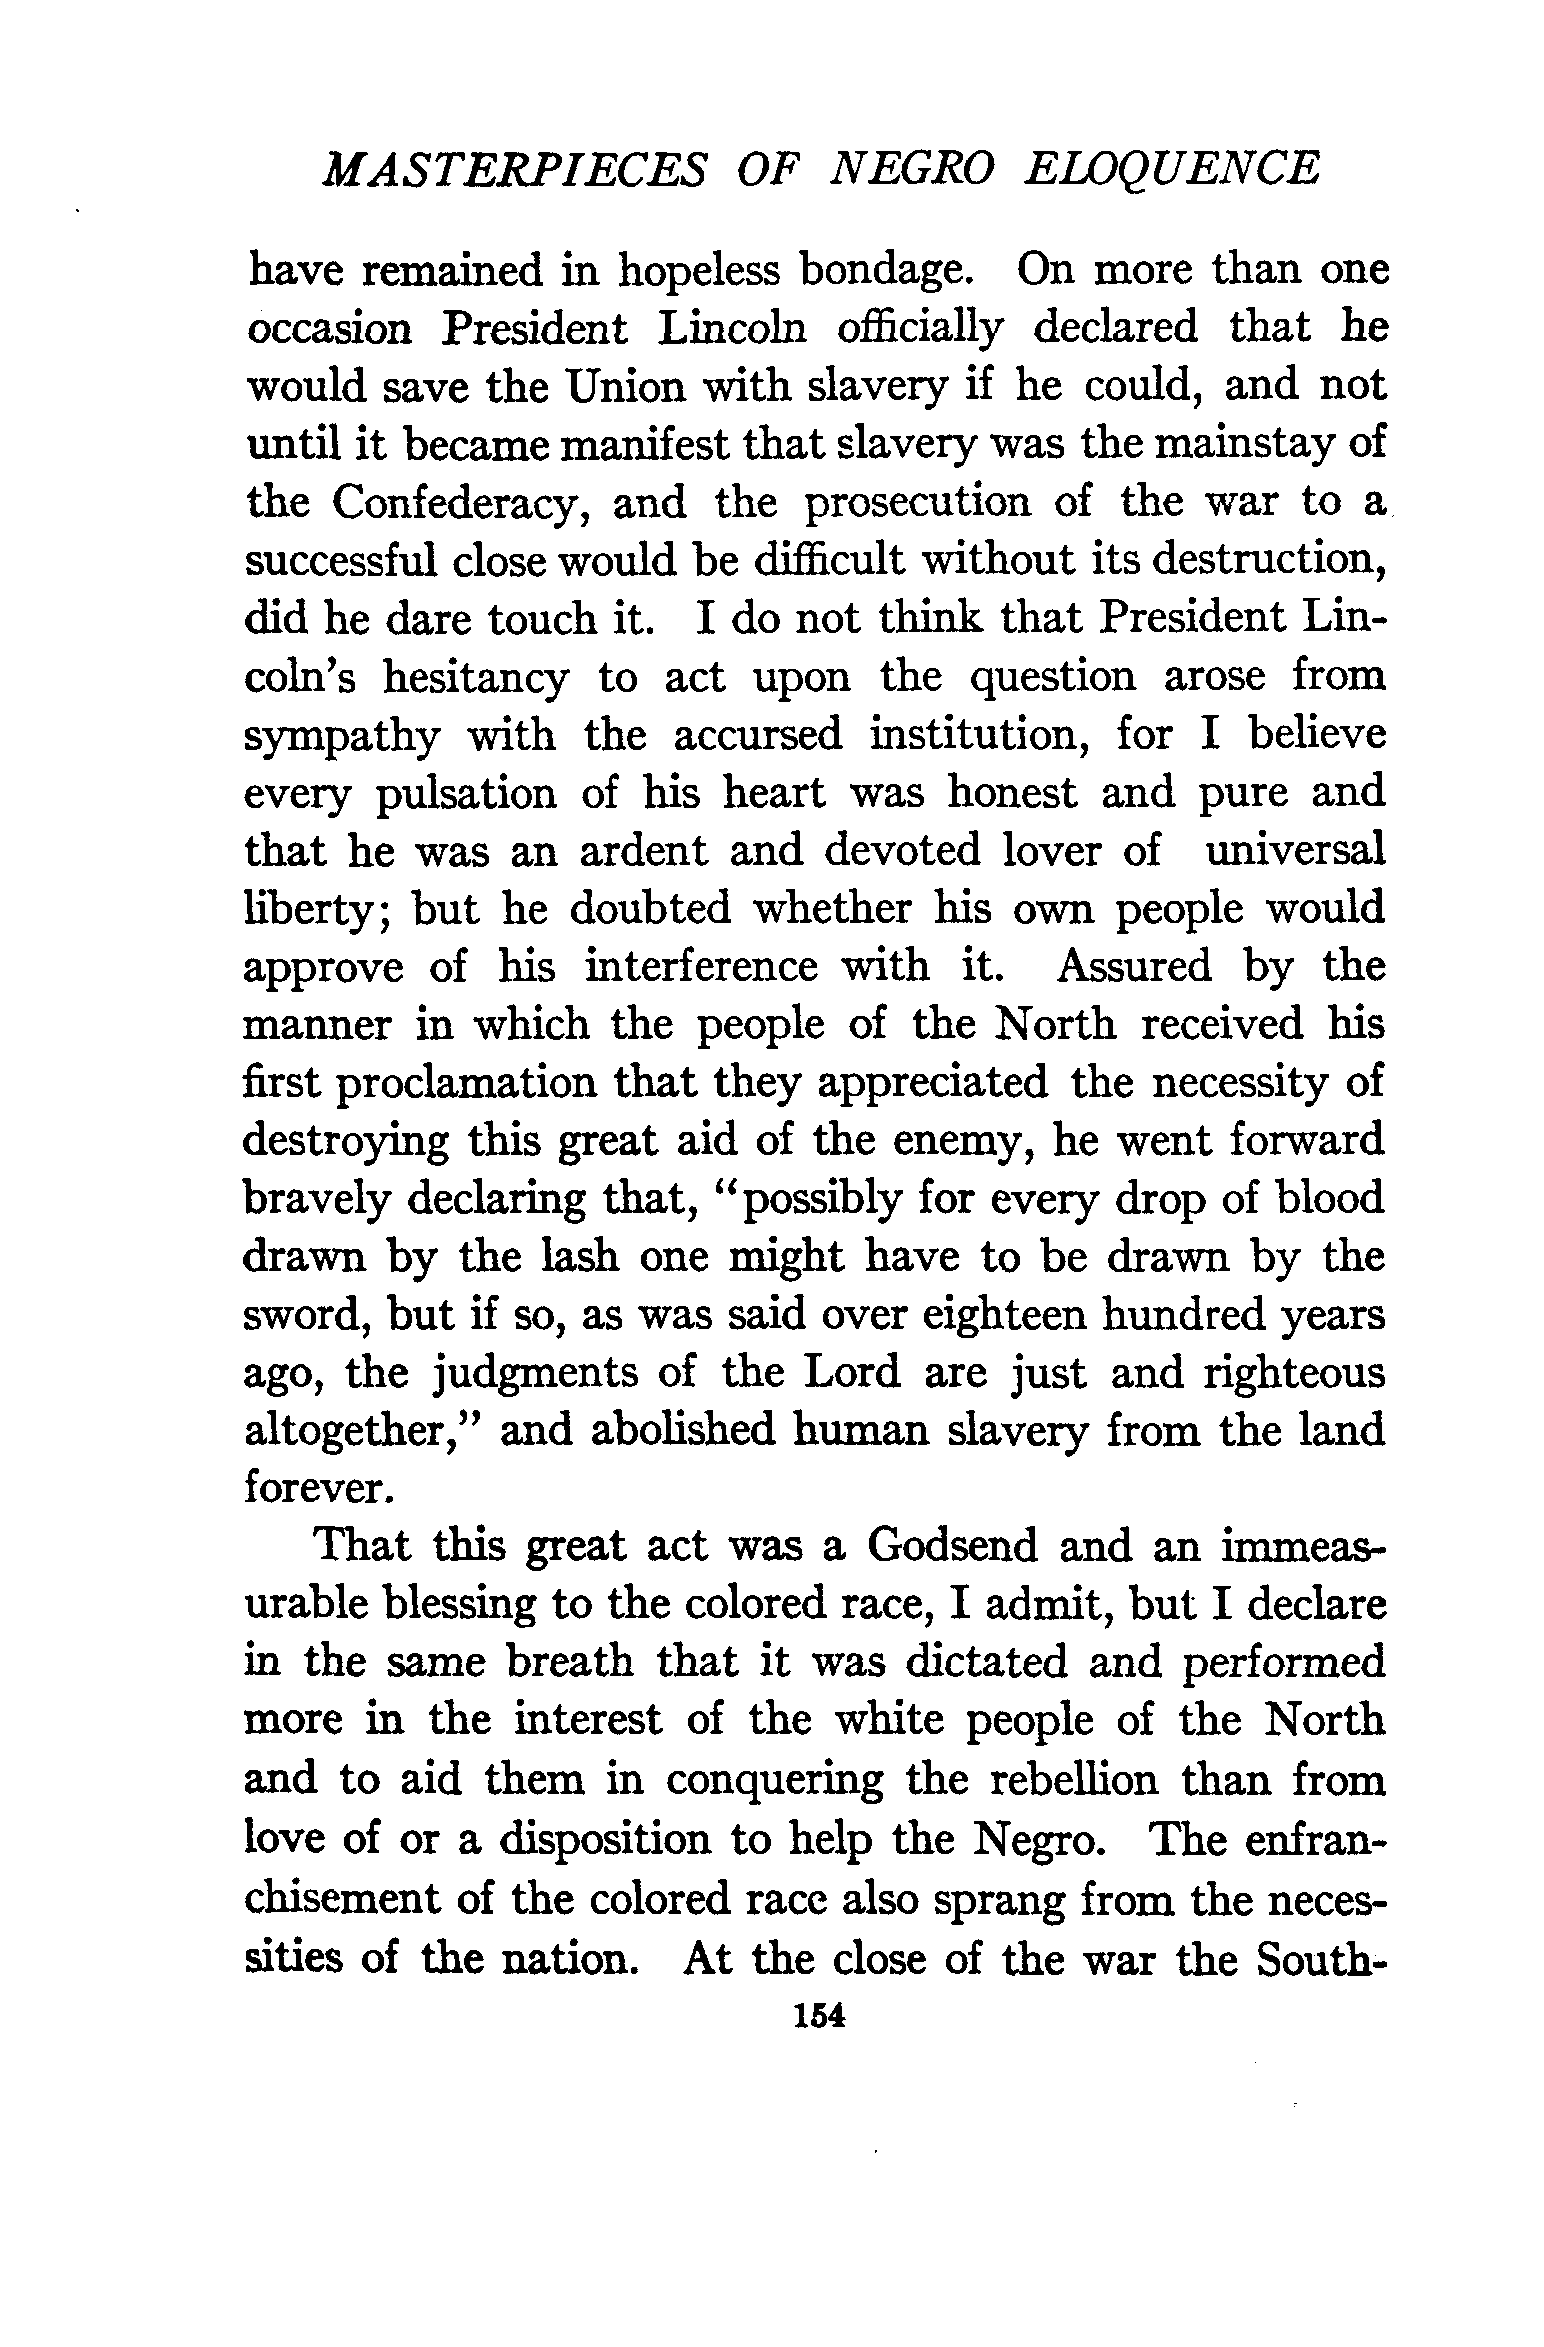 MASTERPIECES OF NEGRO ELOQUENCE
have remained in hopeless bondage. On more than one
occasion President Lincoln officially declared that he
would save the Union with slavery if he could, and not
until it became manifest that slavery was the mainstay of
the Confederacy, and the prosecution of the war to a
successful close would be difficult without its destruction,
did he dare touch it. I do not think that President Lin-
coln's hesitancy to act upon the question arose from
sympathy with the accursed institution, for I believe
every pulsation of his heart was honest and pure and
that he was an ardent and devoted lover of universal
liberty; but he doubted whether his own people would
approve of his interference with it. Assured by the
manner in which the people of the North received his
first proclamation that they appreciated the necessity of
destroying this great aid of the enemy, he went forward
bravely declaring that, "possibly for every drop of blood
drawn by the lash one might have to be drawn by the
sword, but if so, as was said over eighteen hundred years
ago, the judgments of the Lord are just and righteous
altogether," and abolished human slavery from the land
forever.
That this great act was a Godsend and an immeas-
urable blessing to the colored race, I admit, but I declare
in the same breath that it was dictated and performed
more in the interest of the white people of the North
and to aid them in conquering the rebellion than from
love of or a disposition to help the Negro. The enfran-
chisement of the colored race also sprang from the neces-
sities of the nation. At the close of the war the South-
154